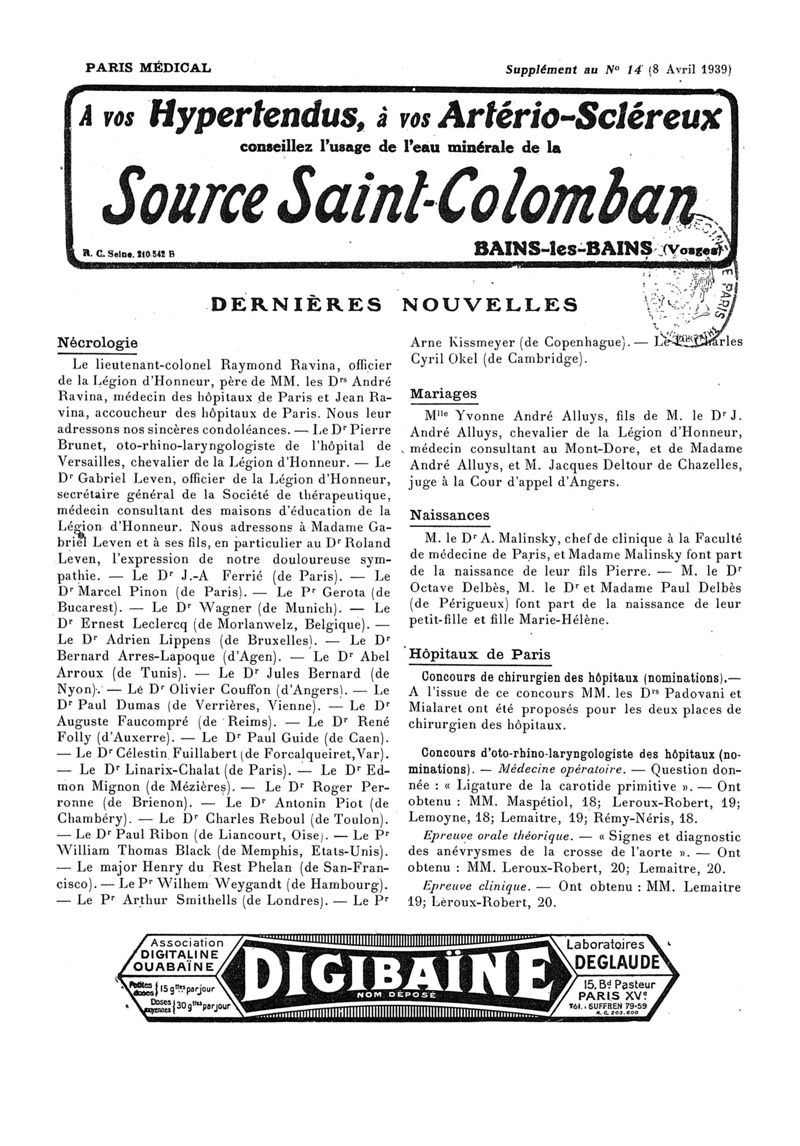 PARIS MÉDICAL
Supplément au Nº 14 (8 Avril 1939)
A vos Hypertendus, à vos Artério-Scléreux
conseillez l'usage de l'eau minérale de la
Source Saint-Colomban
R. C. Seine. 210.542 B
BAINS-les-BAINS (Vosges)
DERNIÈRES NOUVELLES
Nécrologie
Le lieutenant-colonel Raymond Ravina, officier
de la Légion d'Honneur, père de MM. les Drs André
Ravina, médecin des hôpitaux de Paris et Jean Ra-
vina, accoucheur des hôpitaux de Paris. Nous leur
adressons nos sincères condoléances. — Le Dr Pierre
Brunet, oto-rhino-laryngologiste de l'hôpital de
Versailles, chevalier de la Légion d'Honneur. — Le
Dr Gabriel Leven, officier de la Légion d'Honneur,
secrétaire général de la Société de thérapeutique,
médecin consultant des maisons d'éducation de la
Légion d'Honneur. Nous adressons à Madame Ga-
briel Leven et à ses fils, en particulier au Dr Roland
Leven, l'expression de notre douloureuse sym-
pathie. — Le Dr J.-A Ferrié (de Paris). — Le
Dr Marcel Pinon (de Paris). — Le Pr Gerota (de
Bucarest). — Le Dr Wagner (de Munich). — Le
Dr Ernest Leclercq (de Morlanwelz, Belgique). —
Le Dr Adrien Lippens (de Bruxelles). — Le Dr
Bernard Arres-Lapoque (d'Agen). — Le Dr Abel
Arroux (de Tunis). — Le Dr Jules Bernard (de
Nyon). — Le Dr Olivier Couffon (d'Angers). — Le
Dr Paul Dumas (de Verrières, Vienne). — Le Dr
Auguste Faucompré (de Reims). — Le Dr René
Folly (d'Auxerre). — Le Dr Paul Guide (de Caen).
— Le Dr Célestin Fuillabert (de Forcalqueiret, Var).
— Le Dr Linarix-Chalat (de Paris). — Le Dr Ed-
mon Mignon (de Mézières). — Le Dr Roger Per-
ronne (de Brienon). — Le Dr Antonin Piot (de
Chambéry). — Le Dr Charles Reboul (de Toulon).
— Le Dr Paul Ribon (de Liancourt, Oise). — Le Pr
William Thomas Black (de Memphis, Etats-Unis).
— Le major Henry du Rest Phelan (de San-Fran-
cisco). — Le Pr Wilhem Weygandt (de Hambourg).
— Le Pr Arthur Smithells (de Londres). — Le Pr
Arne Kissmeyer (de Copenhague). — Le Charles
Cyril Okel (de Cambridge).
Mariages
Mlle Yvonne André Alluys, fils de M. le Dr J.
André Alluys, chevalier de la Légion d'Honneur,
médecin consultant au Mont-Dore, et de Madame
André Alluys, et M. Jacques Deltour de Chazelles,
juge à la Cour d'appel d'Angers.
Naissances
M. le Dr A. Malinsky, chef de clinique à la Faculté
de médecine de Paris, et Madame Malinsky font part
de la naissance de leur fils Pierre. — M. le Dr
Octave Delbès, M. le Dr et Madame Paul Delbès
(de Périgueux) font part de la naissance de leur
petit-fille et fille Marie-Hélène.
Hôpitaux de Paris
Concours de chirurgien des hôpitaux (nominations).—
A l'issue de ce concours MM. les Drs Padovani et
Mialaret ont été proposés pour les deux places de
chirurgien des hôpitaux.
Concours d'oto-rhino-laryngologiste des hôpitaux (no-
minations). — Médecine opératoire. — Question don-
née : « Ligature de la carotide primitive ». — Ont
obtenu : MM. Maspétiol, 18; Leroux-Robert, 19;
Lemoyne, 18; Lemaitre, 19; Rémy-Néris, 18.
Epreuve orale théorique. — « Signes et diagnostic
des anévrysmes de la crosse de l'aorte ». — Ont
obtenu : MM. Leroux-Robert, 20; Lemaitre, 20.
Epreuve clinique. — Ont obtenu : MM. Lemaitre
19; Leroux-Robert, 20.
Association
DIGITALINE
OUABAÏNE
Petites doses } 15 gttes par jour
Doses moyennes } 30 gttes par jour
DIGIBAÏNE
NOM DÉPOSÉ
Laboratoires
DEGLAUDE
15, Bd Pasteur
PARIS XVe
Tél. : SUFFREN 79-59
R. C. 203.600